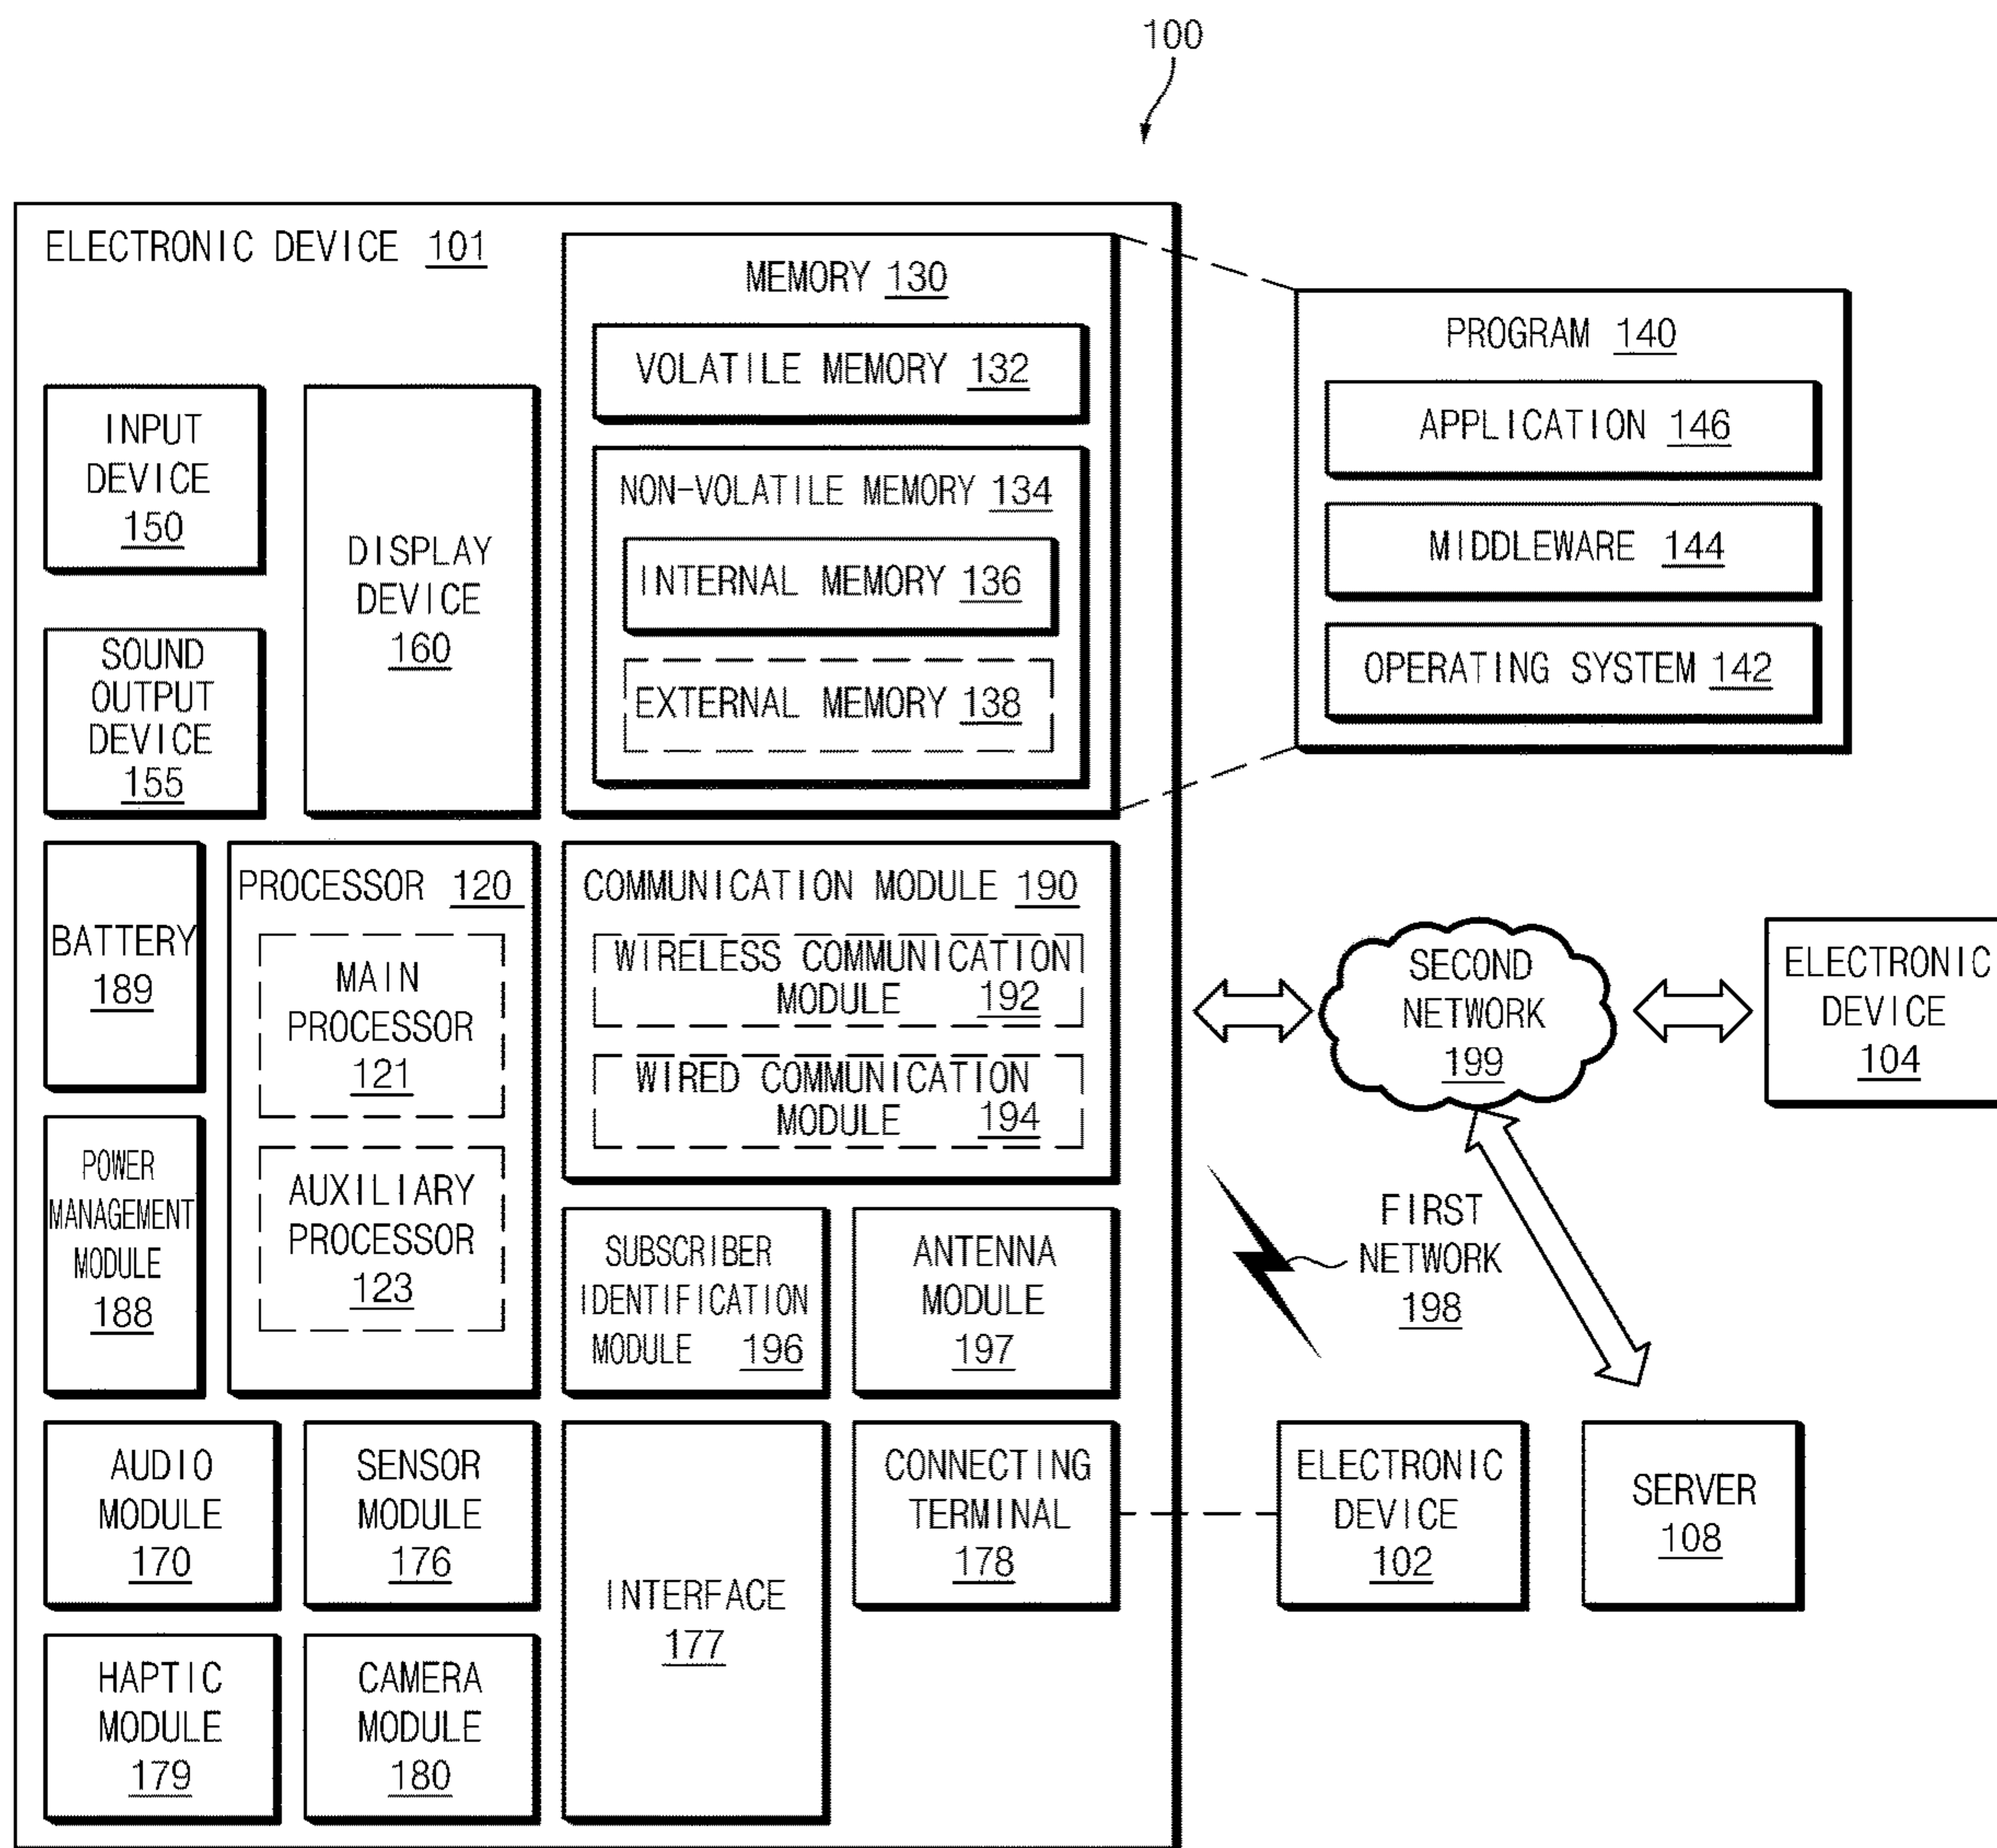 100
ELECTRONIC DEVICE 101
MEMORY 130
VOLATILE MEMORY 132
NON-VOLATILE MEMORY 134
INTERNAL MEMORY 136
EXTERNAL MEMORY 138
PROGRAM 140
APPLICATION 146
MIDDLEWARE 144
OPERATING SYSTEM 142
INPUT
DEVICE
150
DISPLAY
DEVICE
160
SOUND
OUTPUT
DEVICE
155
BATTERY
189
PROCESSOR 120
MAIN
PROCESSOR
121
AUXILIARY
PROCESSOR
123
COMMUNICATION MODULE 190
WIRELESS COMMUNICATION
MODULE 192
WIRED COMMUNICATION
MODULE 194
SECOND
NETWORK
199
ELECTRONIC
DEVICE
104
POWER
MANAGEMENT
MODULE
188
SUBSCRIBER
IDENTIFICATION
MODULE 196
ANTENNA
MODULE
197
FIRST
NETWORK
198
AUDIO
MODULE
170
SENSOR
MODULE
176
INTERFACE
177
CONNECTING
TERMINAL
178
ELECTRONIC
DEVICE
102
SERVER
108
HAPTIC
MODULE
179
CAMERA
MODULE
180